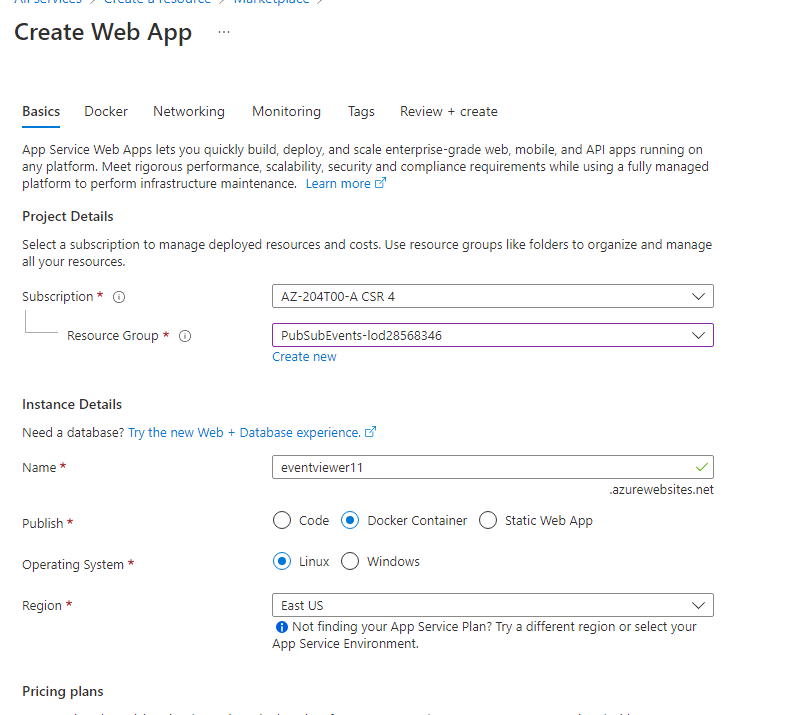 All services > Create a resource > Marketplace >
Create Web App ...
Basics Docker Networking Monitoring Tags Review + create
App Service Web Apps lets you quickly build, deploy, and scale enterprise-grade web, mobile, and API apps running on
any platform. Meet rigorous performance, scalability, security and compliance requirements while using a fully managed
platform to perform infrastructure maintenance. Learn more
Project Details
Select a subscription to manage deployed resources and costs. Use resource groups like folders to organize and manage
all your resources.
Subscription * AZ-204T00-A CSR 4
Resource Group * PubSubEvents-lod28568346
Create new
Instance Details
Need a database? Try the new Web + Database experience.
Name * eventviewer11
.azurewebsites.net
Publish * Code Docker Container Static Web App
Operating System * Linux Windows
Region * East US
Not finding your App Service Plan? Try a different region or select your
App Service Environment.
Pricing plans